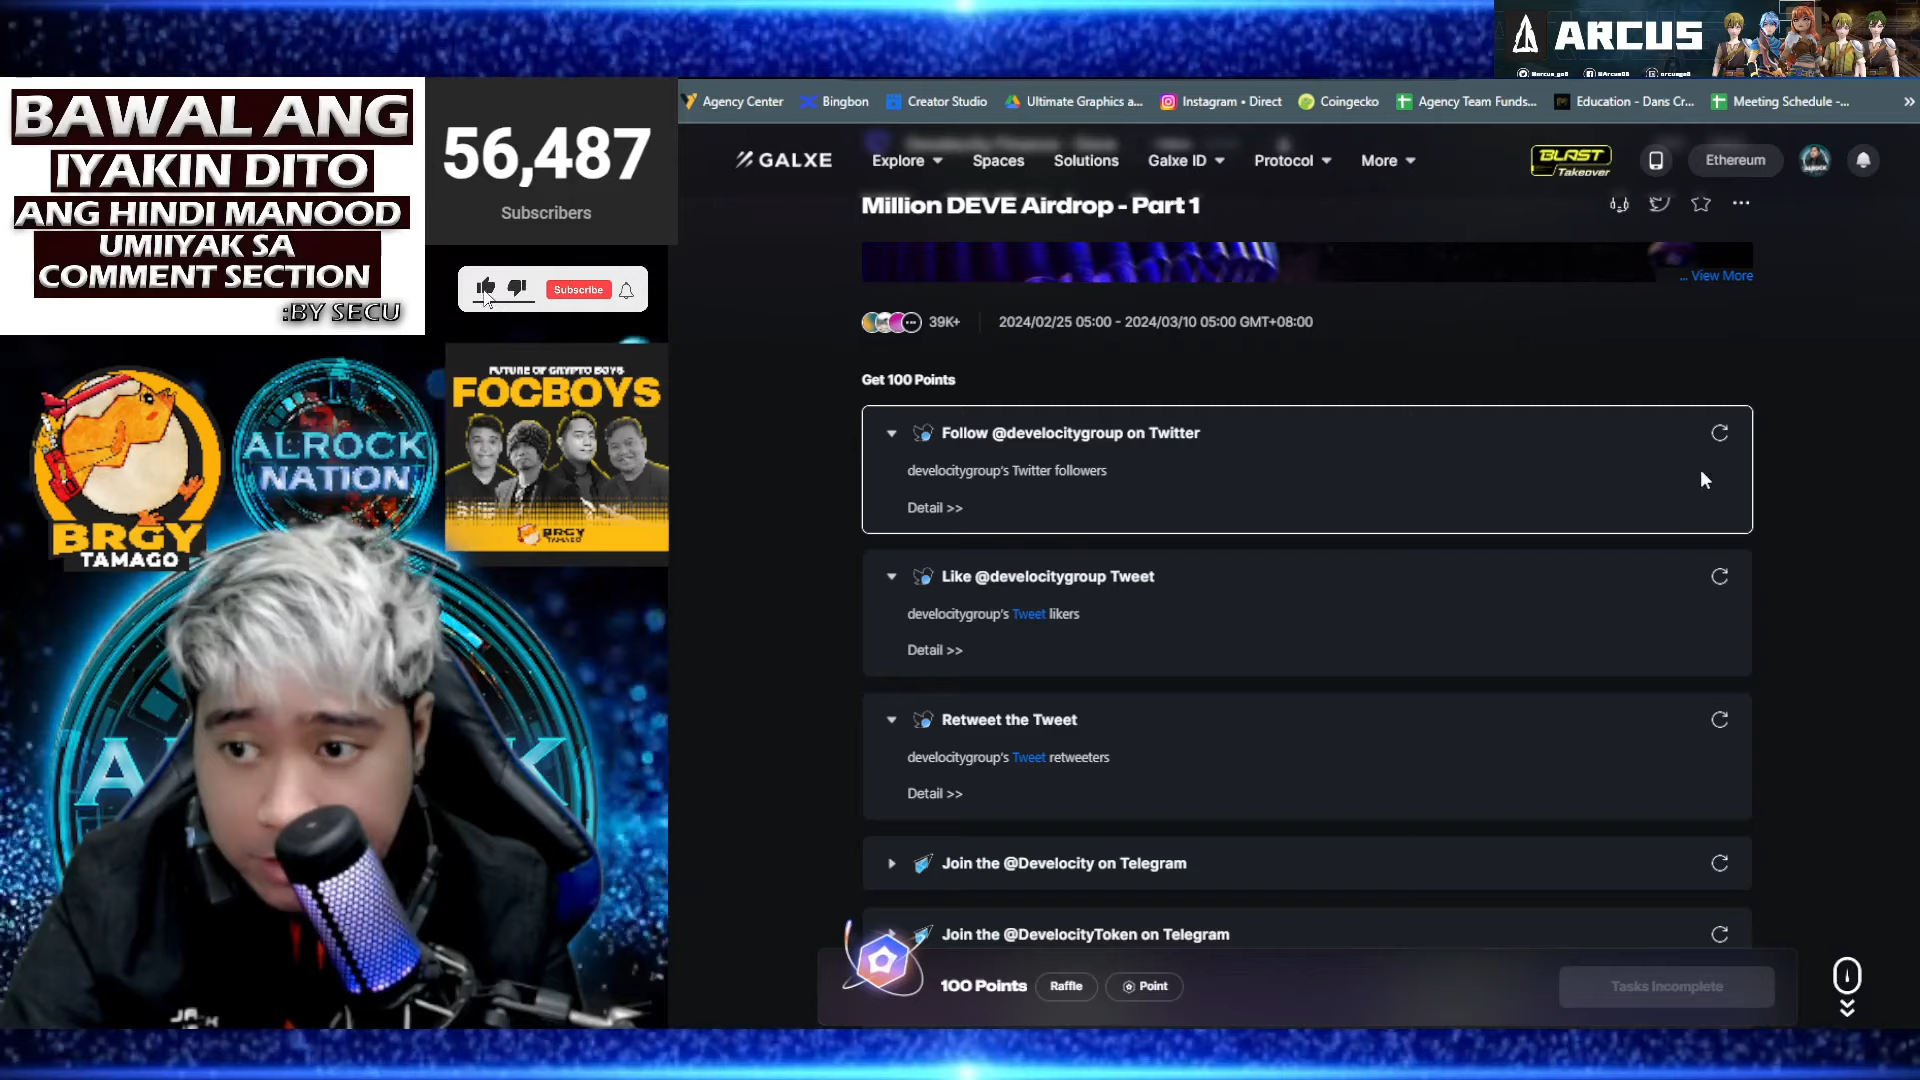 ARCUS
BAWAL ANG
IYAKIN DITO
ANG HINDI MANOOD
UMIIYAK SA
COMMENT SECTION
:BY SECU
56,487
Subscribers
Subscribe
BRGY
TAMAGO
ALROCK
NATION
FUTURE OF CRYPTO BOYS
FOCBOYS
BRGY
TAMAGO
Agency Center
Bingbon
Creator Studio
Ultimate Graphics a...
Instagram • Direct
Coingecko
Agency Team Funds...
Education - Dans Cr...
Meeting Schedule -...
»
GALXE
Explore
Spaces
Solutions
Galxe ID
Protocol
More
BLAST
Takeover
Ethereum
Million DEVE Airdrop - Part 1
... View More
39K+
2024/02/25 05:00 - 2024/03/10 05:00 GMT+08:00
Get 100 Points
Follow @develocitygroup on Twitter
develocitygroup's Twitter followers
Detail >>
Like @develocitygroup Tweet
develocitygroup's Tweet likers
Detail >>
Retweet the Tweet
develocitygroup's Tweet retweeters
Detail >>
Join the @Develocity on Telegram
Join the @DevelocityToken on Telegram
100 Points
Raffle
Point
Tasks Incomplete